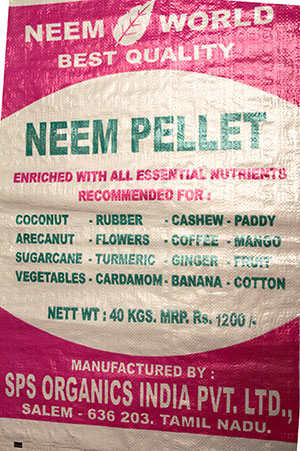 NEEM WORLD
BEST QUALITY
NEEM PELLET
ENRICHED WITH ALL ESSENTIAL NUTRIENTS
RECOMMENDED FOR :
COCONUT - RUBBER - CASHEW - PADDY
ARECANUT - FLOWERS - COFFEE - MANGO
SUGARCANE - TURMERIC - GINGER - FRUIT
VEGETABLES - CARDAMOM - BANANA - COTTON
NETT WT : 40 KGS. MRP. Rs. 1200 /-
MANUFACTURED BY :
SPS ORGANICS INDIA PVT. LTD.,
SALEM - 636 203. TAMIL NADU.